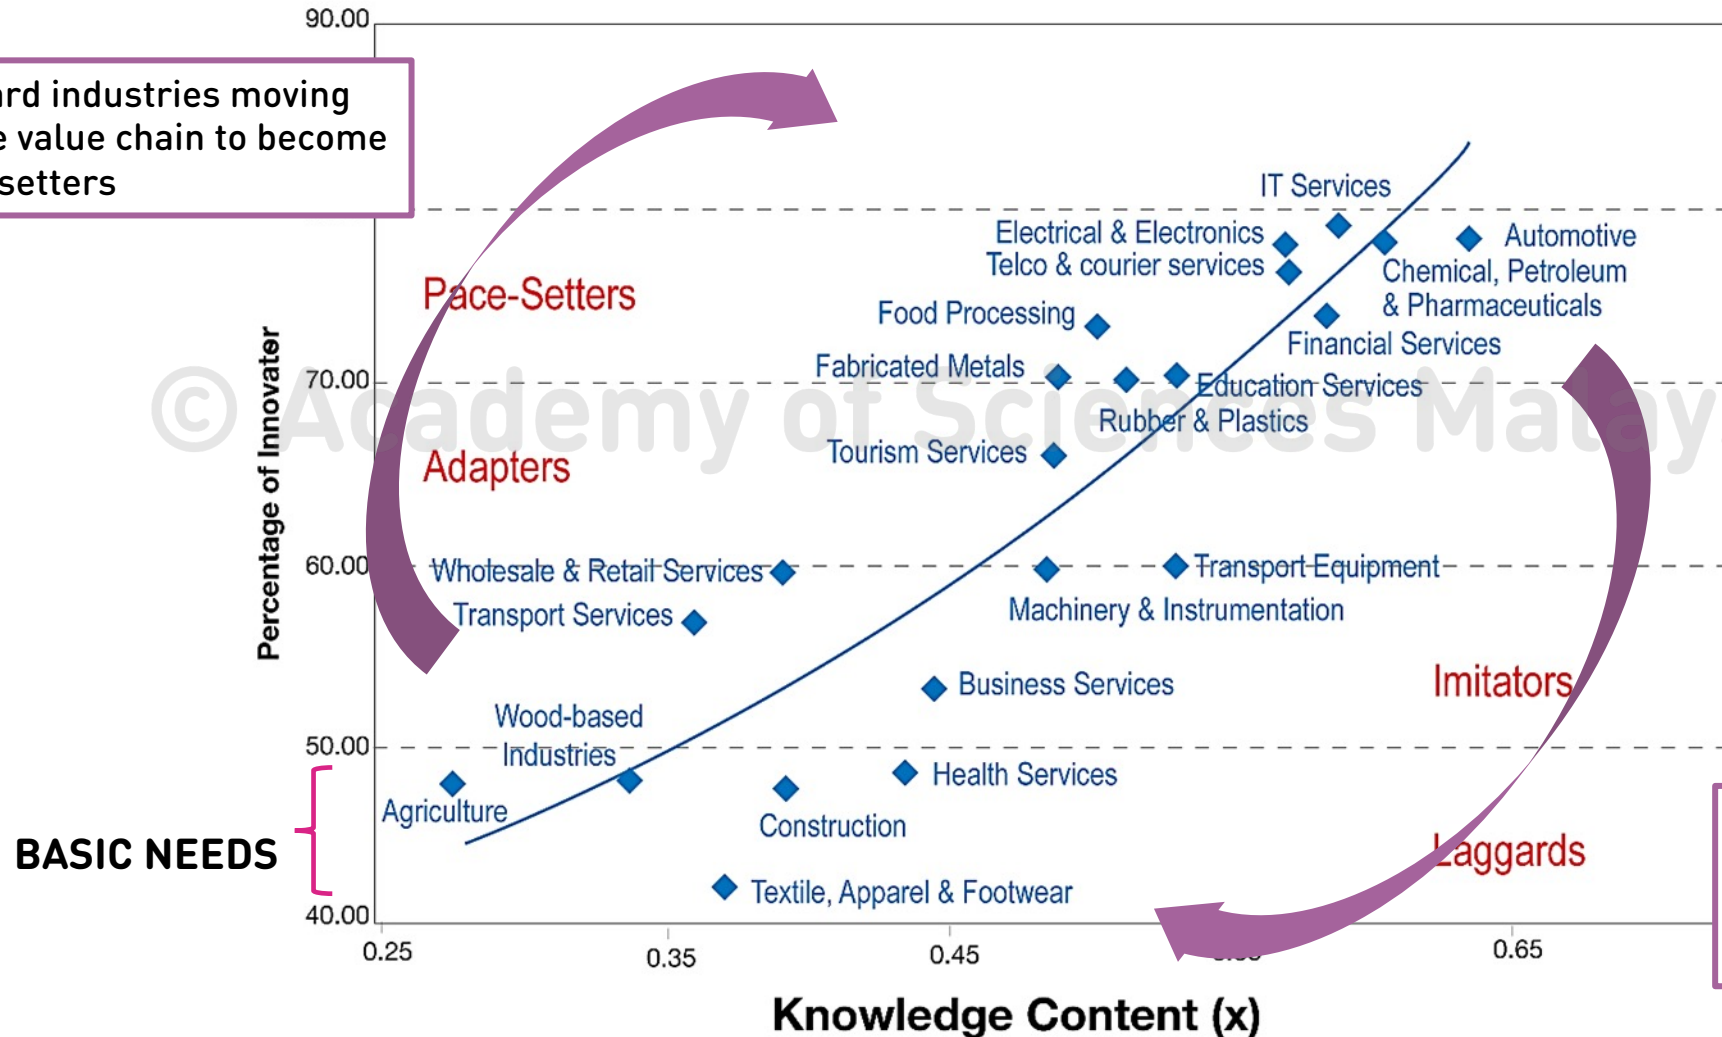 90.00
ard industries moving
e value chain to become
setters
IT Services
Electrical & Electronics
Automotive
Telco & courier services
Chemical, Petroleum
& Pharmaceuticals
Pace-Setters
Food Processing
Financial Services
Fabricated Metals
70.00
Education Services
© Academy of Sciences Malay
Rubber & Plastics
Tourism Services
Adapters
Percentage of Innovater
60.00
Wholesale & Retail Services
Transport Equipment
Transport Services
Machinery & Instrumentation
Imitators
Business Services
Wood-based
Industries
50.00
Health Services
Agriculture
Construction
BASIC NEEDS
Laggards
Textile, Apparel & Footwear
40.00
0.25
0.35
0.45
0.65
Knowledge Content (x)